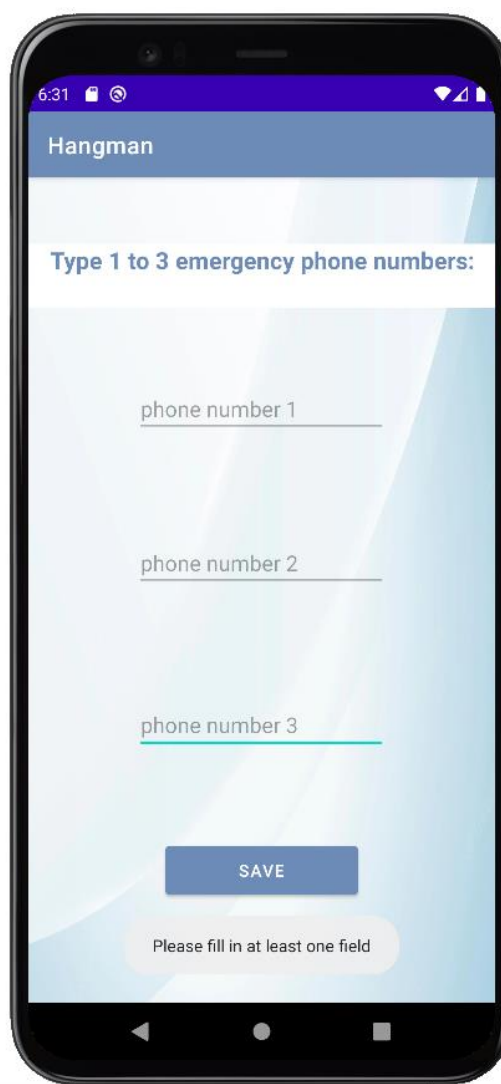 6:31
Hangman
Type 1 to 3 emergency phone numbers:
phone number 1
phone number 2
phone number 3
SAVE
Please fill in at least one field